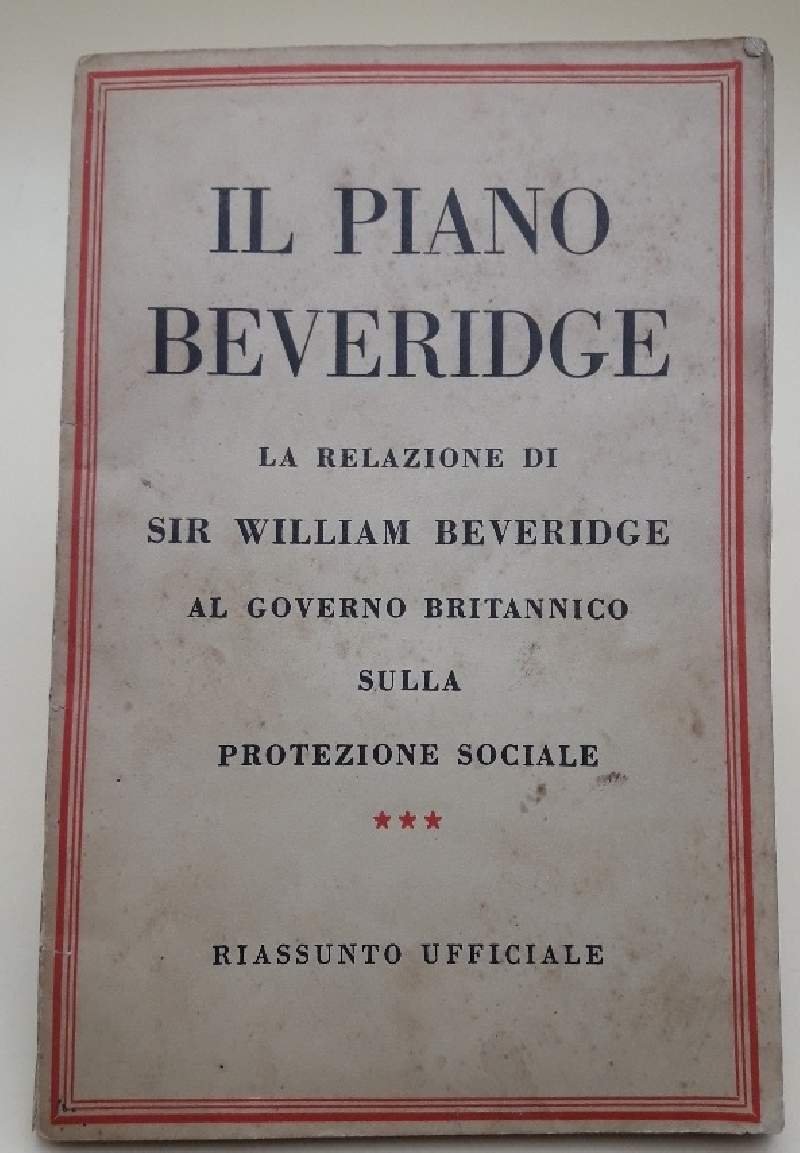 IL PIANO
BEVERIDGE
LA RELAZIONE DI
SIR WILLIAM BEVERIDGE
AL GOVERNO BRITANNICO
SULLA
PROTEZIONE SOCIALE
★★★
RIASSUNTO UFFICIALE